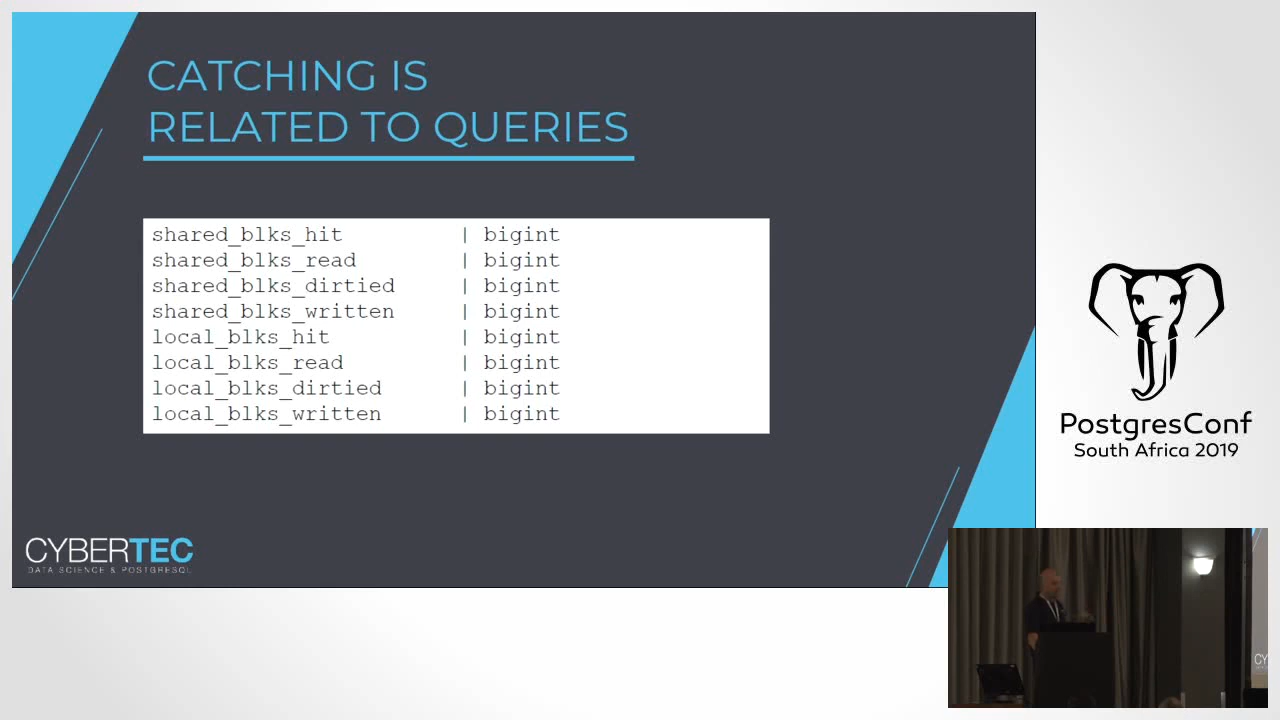 CATCHING IS
RELATED TO QUERIES
shared_blks_hit | bigint
shared_blks_read | bigint
shared_blks_dirtied | bigint
shared_blks_written | bigint
local_blks_hit | bigint
local_blks_read | bigint
local_blks_dirtied | bigint
local_blks_written | bigint
CYBERTEC
DATA SCIENCE & POSTGRESQL
PostgresConf
South Africa 2019
CY